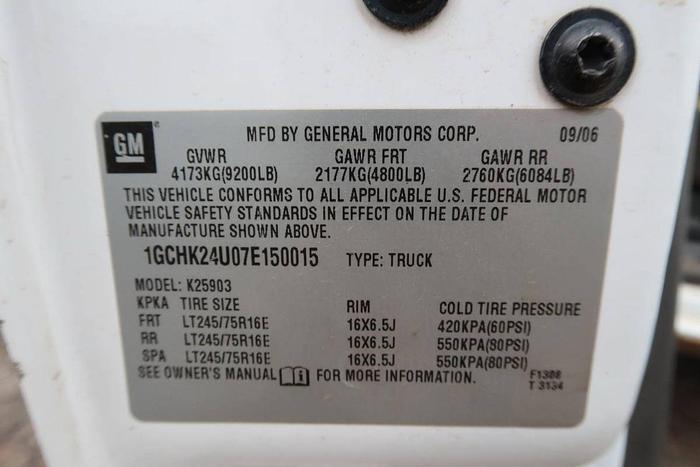 GM MFD BY GENERAL MOTORS CORP. 09/06
GVWR GAWR FRT GAWR RR
4173KG(9200LB) 2177KG(4800LB) 2760KG(6084LB)
THIS VEHICLE CONFORMS TO ALL APPLICABLE U.S. FEDERAL MOTOR
VEHICLE SAFETY STANDARDS IN EFFECT ON THE DATE OF
MANUFACTURE SHOWN ABOVE.
1GCHK24U07E150015 TYPE: TRUCK
MODEL: K25903
KPKA TIRE SIZE RIM COLD TIRE PRESSURE
FRT LT245/75R16E 16X6.5J 420KPA(60PSI)
RR LT245/75R16E 16X6.5J 550KPA(80PSI)
SPA LT245/75R16E 16X6.5J 550KPA(80PSI)
SEE OWNER'S MANUAL FOR MORE INFORMATION. F1308
T 3134